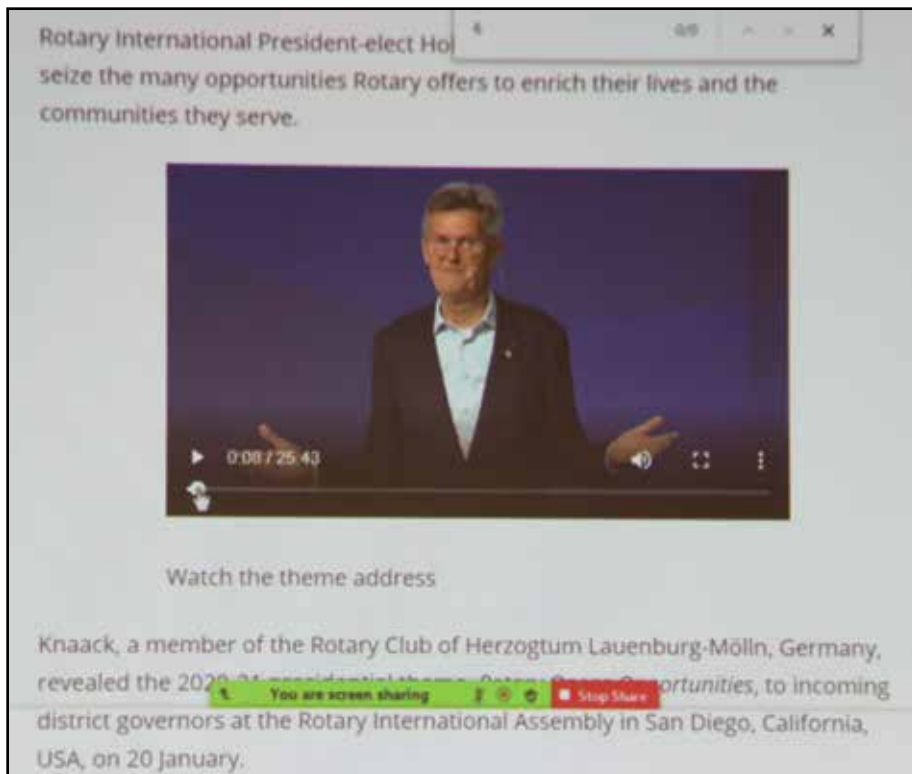 Rotary International President-elect Hol
0/0
seize the many opportunities Rotary offers to enrich their lives and the
communities they serve.
0:08 / 25:43
Watch the theme address
Knaack, a member of the Rotary Club of Herzogtum Lauenburg-Mölln, Germany,
revealed the 202 ortunities, to incoming
You are screen sharing
Stop Share
district governors at the Rotary International Assembly in San Diego, California,
USA, on 20 January.